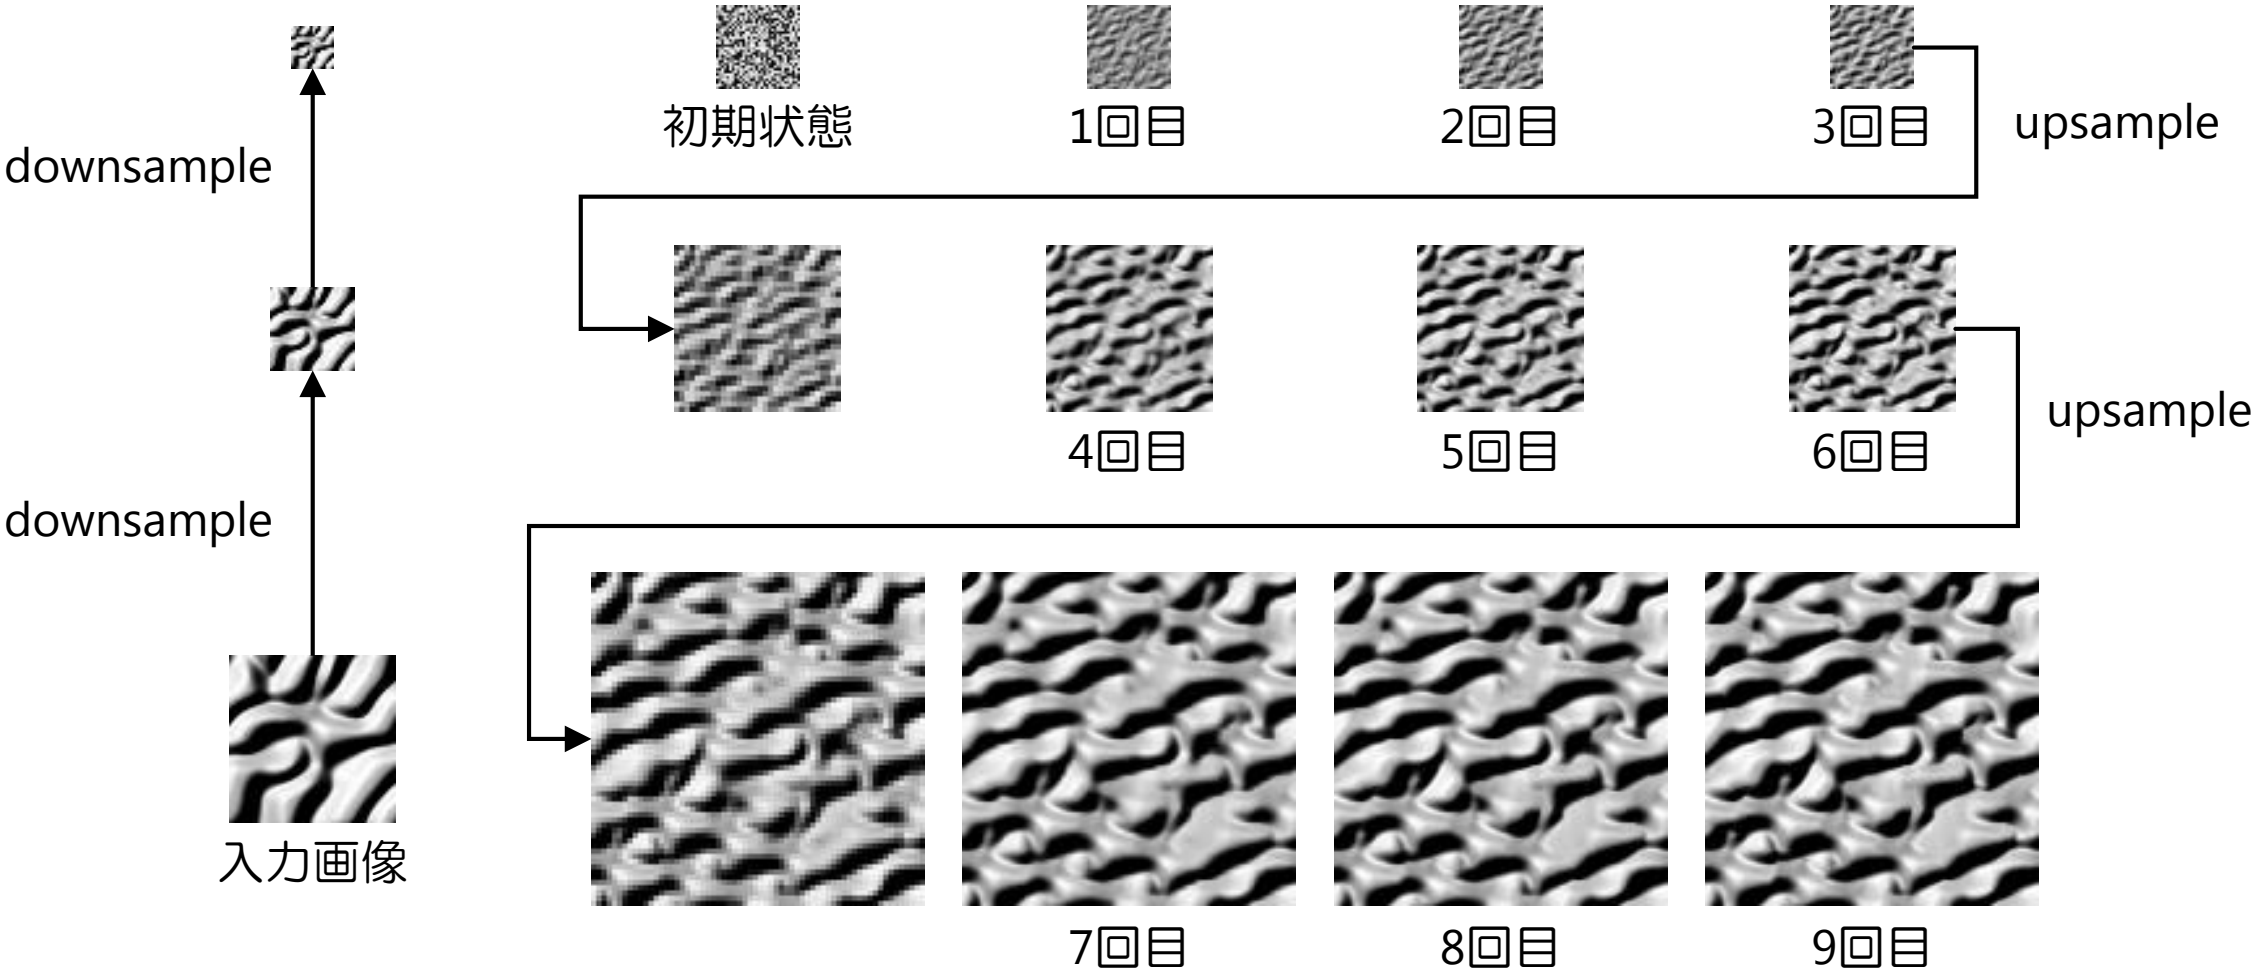 初期状態
1回目
2回目
3回目
upsample
downsample
4回目
5回目
6回目
upsample
downsample
入力画像
7回目
8回目
9回目